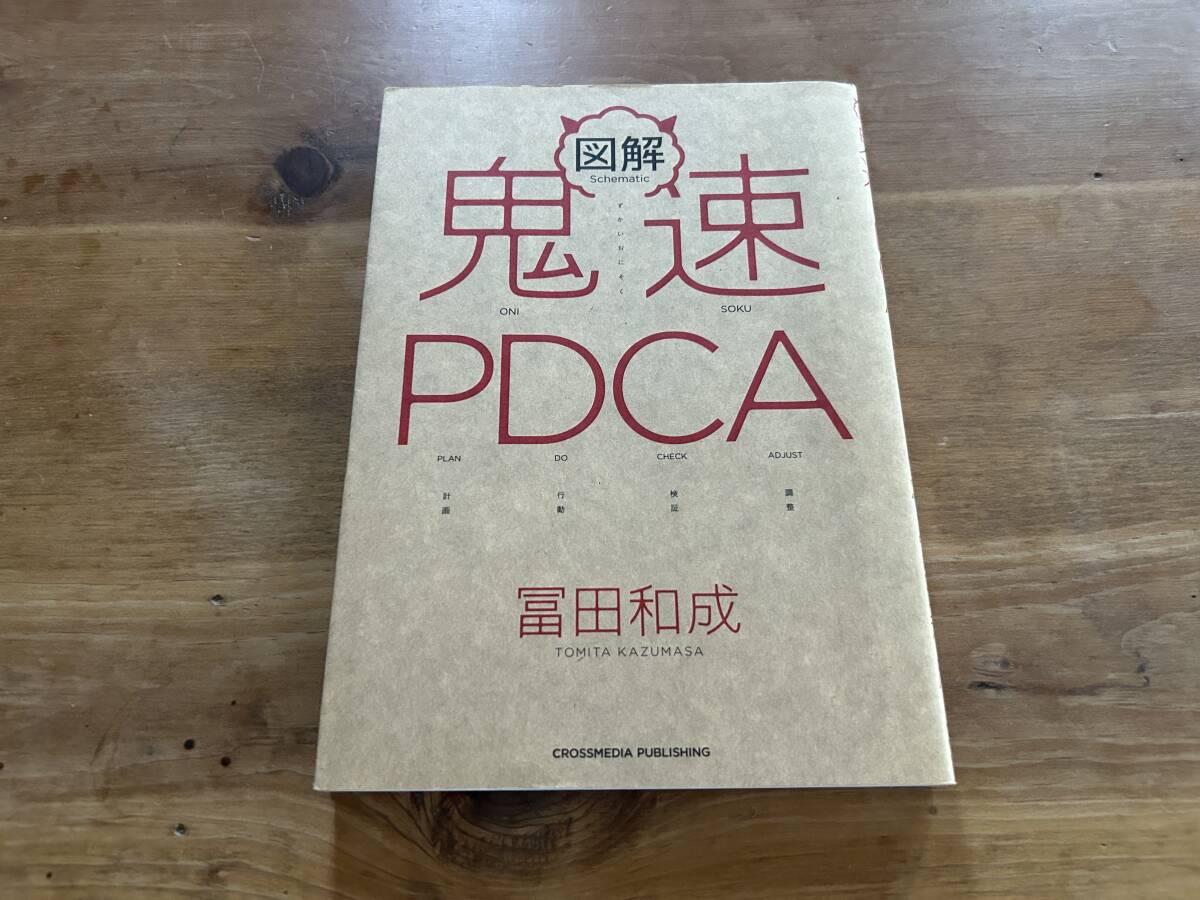 図解
Schematic
鬼速
ずかいおにそく
ONI SOKU
PDCA
PLAN DO CHECK ADJUST
計画 行動 検証 調整
冨田和成
TOMITA KAZUMASA
CROSSMEDIA PUBLISHING